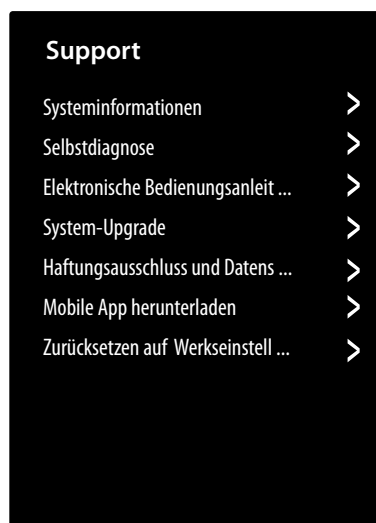 Support
Systeminformationen
Selbstdiagnose
Elektronische Bedienungsanleit ...
System-Upgrade
Haftungsausschluss und Datens ...
Mobile App herunterladen
Zurücksetzen auf Werkseinstell ...